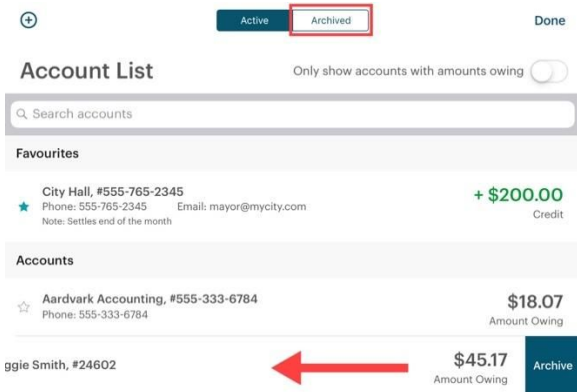 Active Archived Done
Account List Only show accounts with amounts owing
Search accounts
Favourites
City Hall, #555-765-2345 + $200.00
Phone: 555-765-2345 Email: mayor@mycity.com Credit
Note: Settles end of the month
Accounts
Aardvark Accounting, #555-333-6784 $18.07
Phone: 555-333-6784 Amount Owing
ggie Smith, #24602 $45.17 Archive
Amount Owing